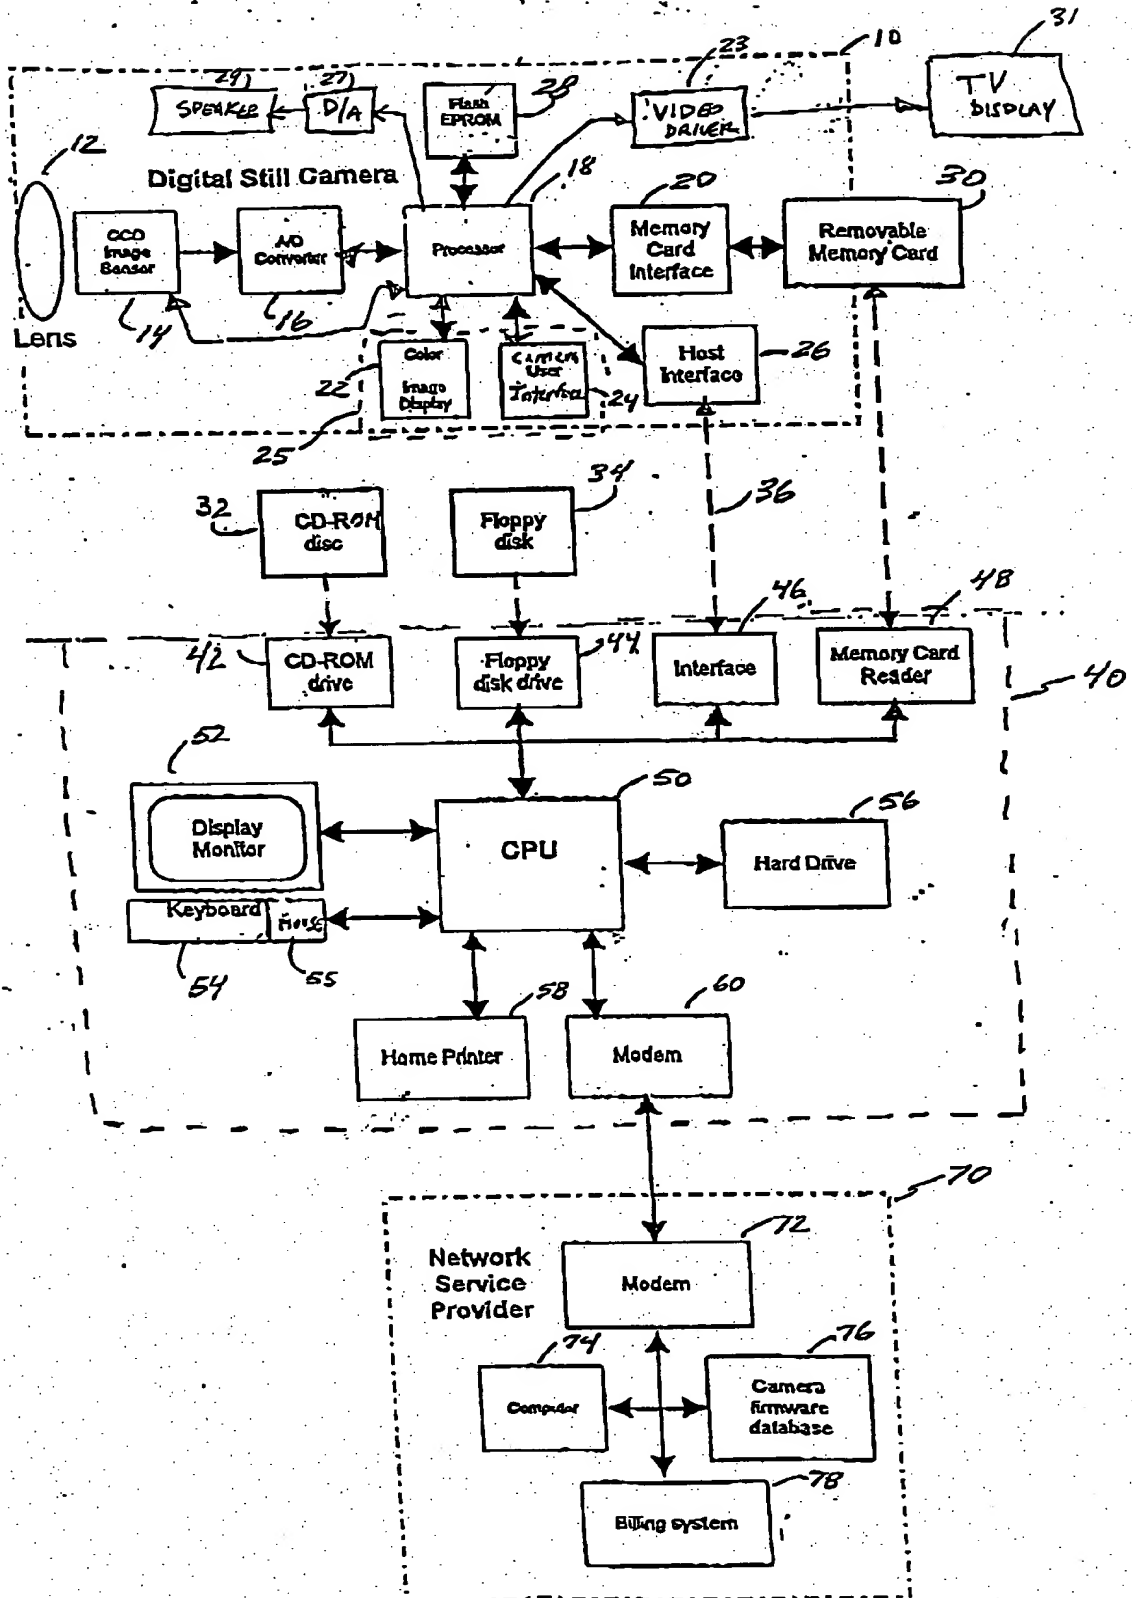 10
31
29
27
23
SPEAKER
D/A
Flash
EPROM
28
VIDEO
DRIVER
TV
DISPLAY
12
Digital Still Camera
18
20
30
CCD
Image
Sensor
A/D
Converter
Processor
Memory
Card
Interface
Removable
Memory Card
14
16
Lens
22
Color
Image
Display
Camera
User
Interface
24
Host
Interface
26
25
32
CD-ROM
disc
34
Floppy
disk
36
46
48
42
CD-ROM
drive
Floppy
disk drive
44
Interface
Memory Card
Reader
40
52
50
56
Display
Monitor
CPU
Hard Drive
Keyboard
Mouse
54
55
58
60
Home Printer
Modem
70
72
Network
Service
Provider
Modem
74
76
Computer
Camera
firmware
database
78
Billing system